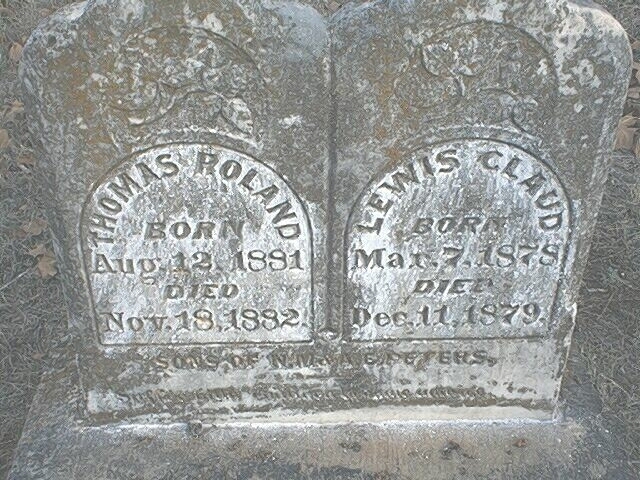 THOMAS ROLAND
BORN
Aug. 12, 1881
DIED
Nov. 18, 1882.
LEWIS CLAUD
BORN
Mar. 7, 1878
DIED
Dec. 11, 1879.
SONS OF PETERS.